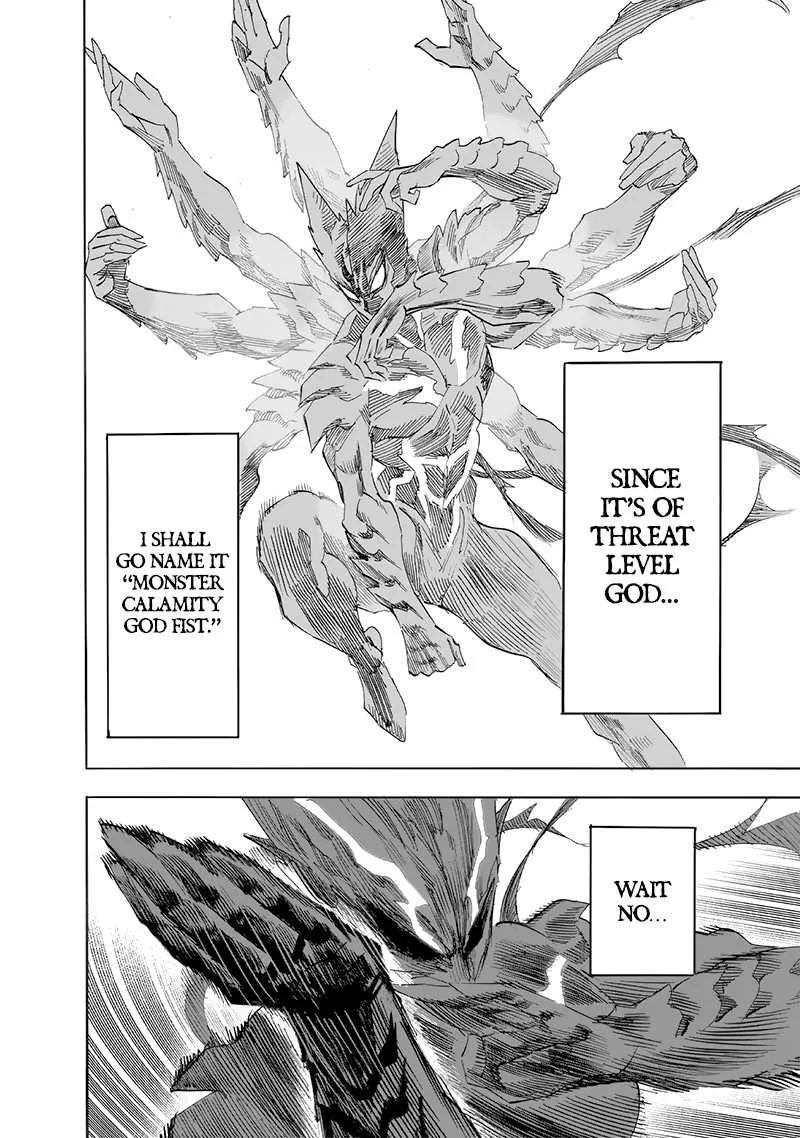 SINCE
IT'S OF
THREAT
LEVEL
GOD...
I SHALL
GO NAME IT
“MONSTER
CALAMITY
GOD FIST.”
WAIT
NO...